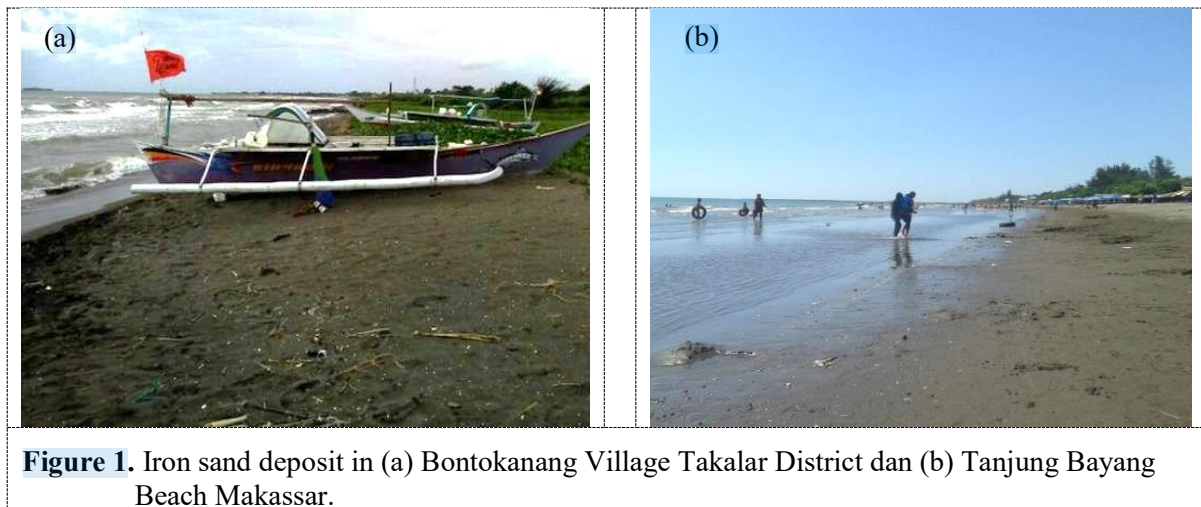 (a)
(b)
Figure 1. Iron sand deposit in (a) Bontokanang Village Takalar District dan (b) Tanjung Bayang
Beach Makassar.